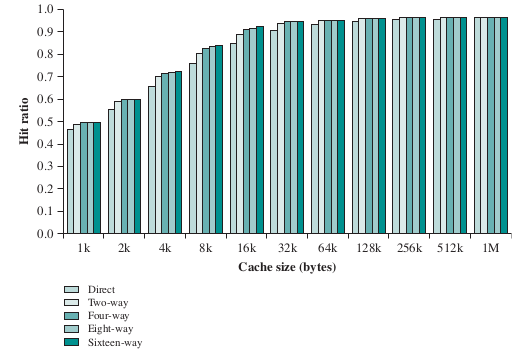 1.0
0.9
0.8
0.7
0.6
0.5
0.4
0.3
0.2
0.1
0.0
Hit ratio
1k 2k 4k 8k 16k 32k 64k 128k 256k 512k 1M
Cache size (bytes)
Direct
Two-way
Four-way
Eight-way
Sixteen-way